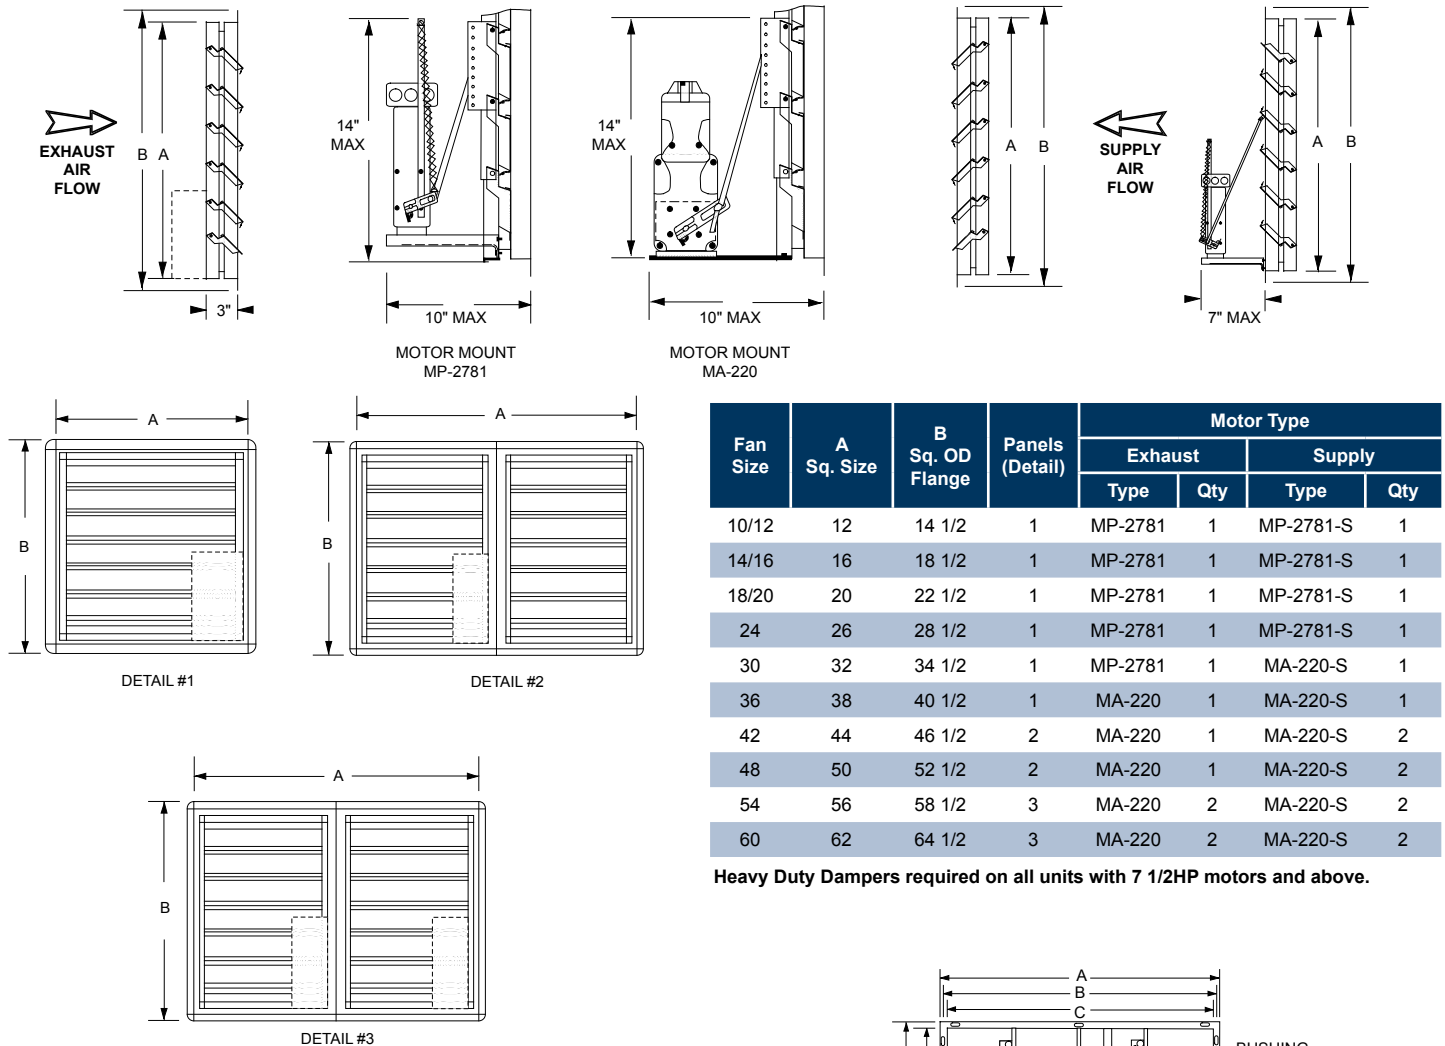 EXHAUST
AIR
FLOW
B
A
3"
14"
MAX
10" MAX
MOTOR MOUNT
MP-2781
14"
MAX
10" MAX
MOTOR MOUNT
MA-220
A
B
SUPPLY
AIR
FLOW
A
B
7" MAX
A
B
DETAIL #1
A
B
DETAIL #2
A
B
DETAIL #3
Fan Size A Sq. Size B Sq. OD Flange Panels (Detail) Motor Type
Exhaust Supply
Type Qty Type Qty
10/12 12 14 1/2 1 MP-2781 1 MP-2781-S 1
14/16 16 18 1/2 1 MP-2781 1 MP-2781-S 1
18/20 20 22 1/2 1 MP-2781 1 MP-2781-S 1
24 26 28 1/2 1 MP-2781 1 MP-2781-S 1
30 32 34 1/2 1 MP-2781 1 MA-220-S 1
36 38 40 1/2 1 MA-220 1 MA-220-S 1
42 44 46 1/2 2 MA-220 1 MA-220-S 2
48 50 52 1/2 2 MA-220 1 MA-220-S 2
54 56 58 1/2 3 MA-220 2 MA-220-S 2
60 62 64 1/2 3 MA-220 2 MA-220-S 2
Heavy Duty Dampers required on all units with 7 1/2HP motors and above.
A
B
C